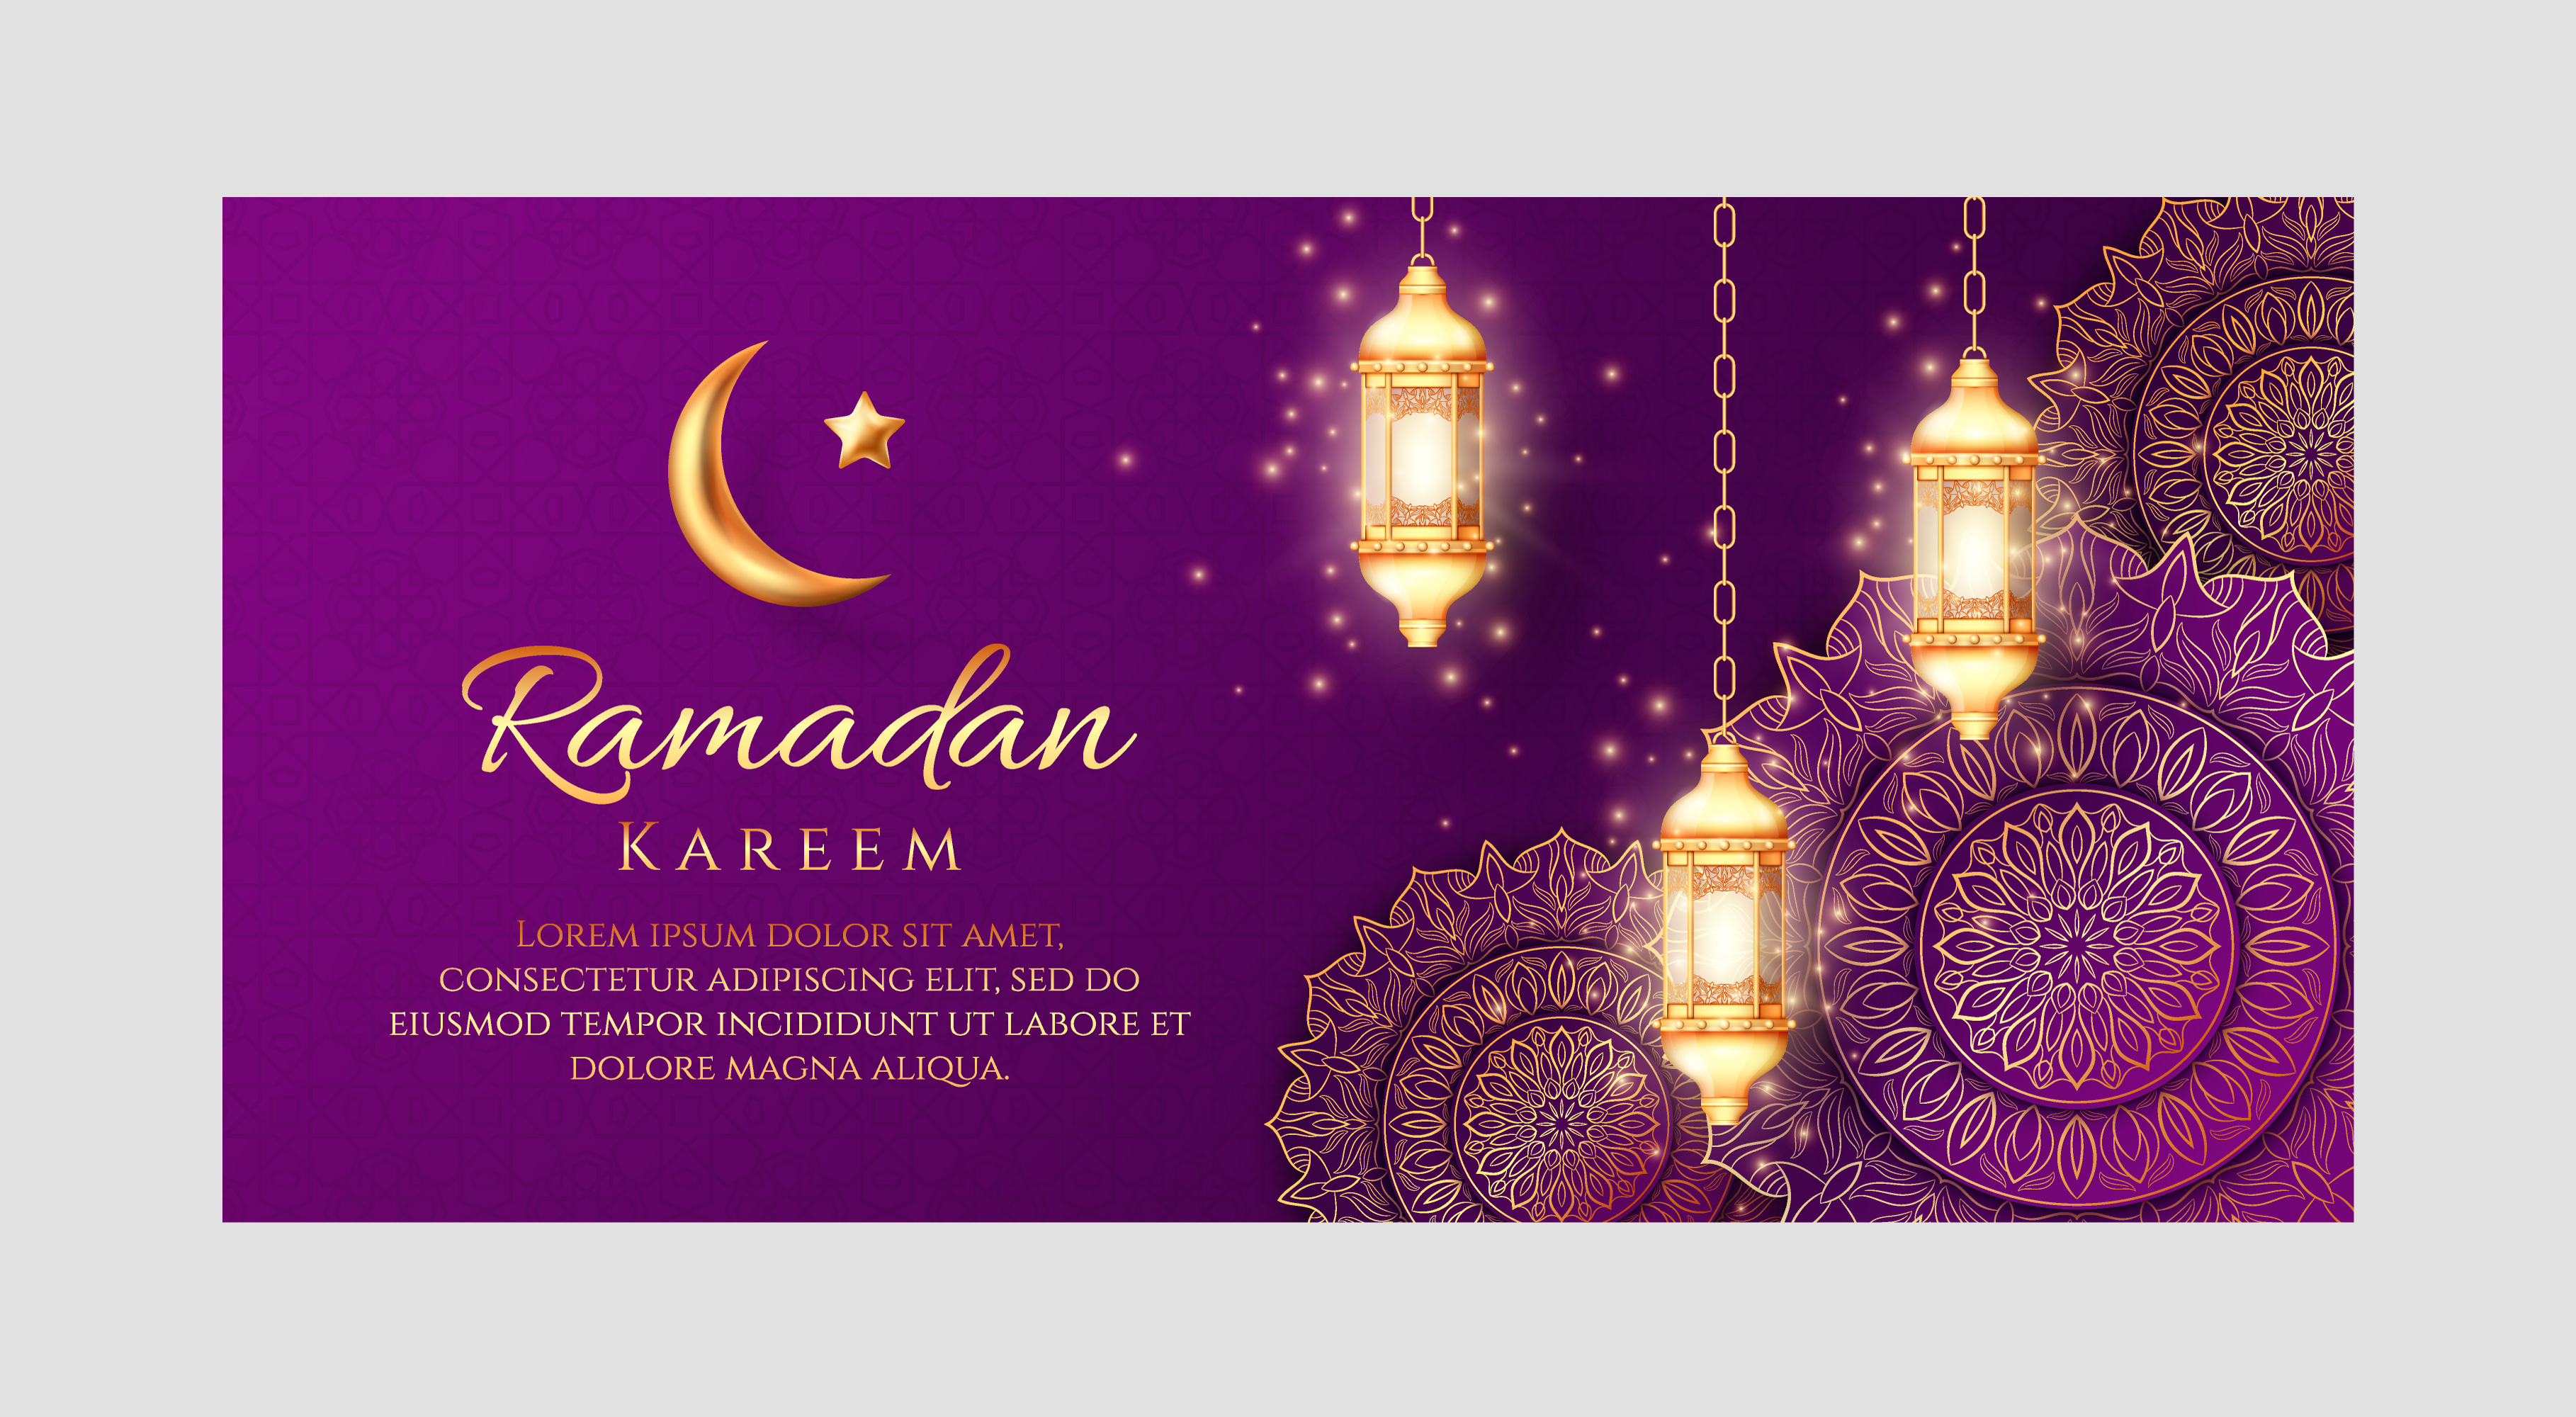 Ramadan
KAREEM
LOREM IPSUM DOLOR SIT AMET,
CONSECTETUR ADIPISCING ELIT, SED DO
EIUSMOD TEMPOR INCIDIDUNT UT LABORE ET
DOLORE MAGNA ALIQUA.